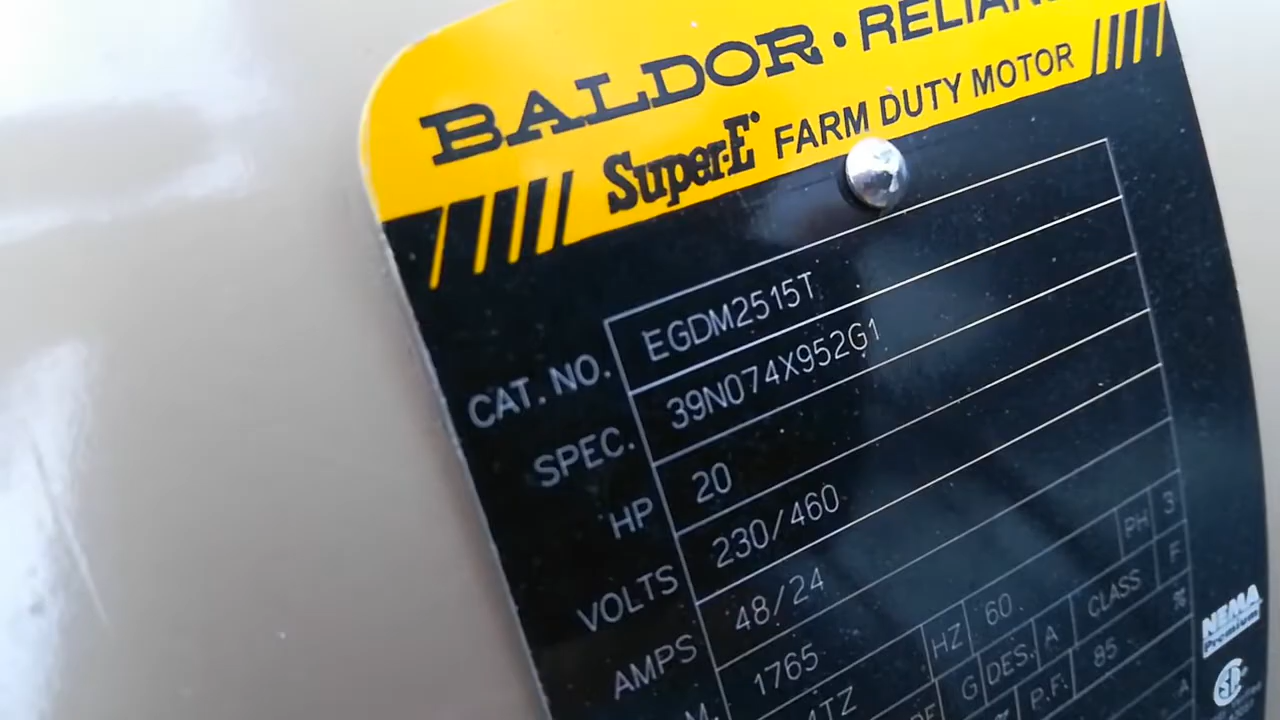 BALDOR • RELIAN
Super-E FARM DUTY MOTOR
CAT. NO. EGDM2515T
SPEC. 39N074X952G1
HP 20
VOLTS 230/460
AMPS 48/24
M. 1765 HZ 60 PH 3
4TZ G DES. A CLASS F
P.F. 85 %
A
NEMA
Premium